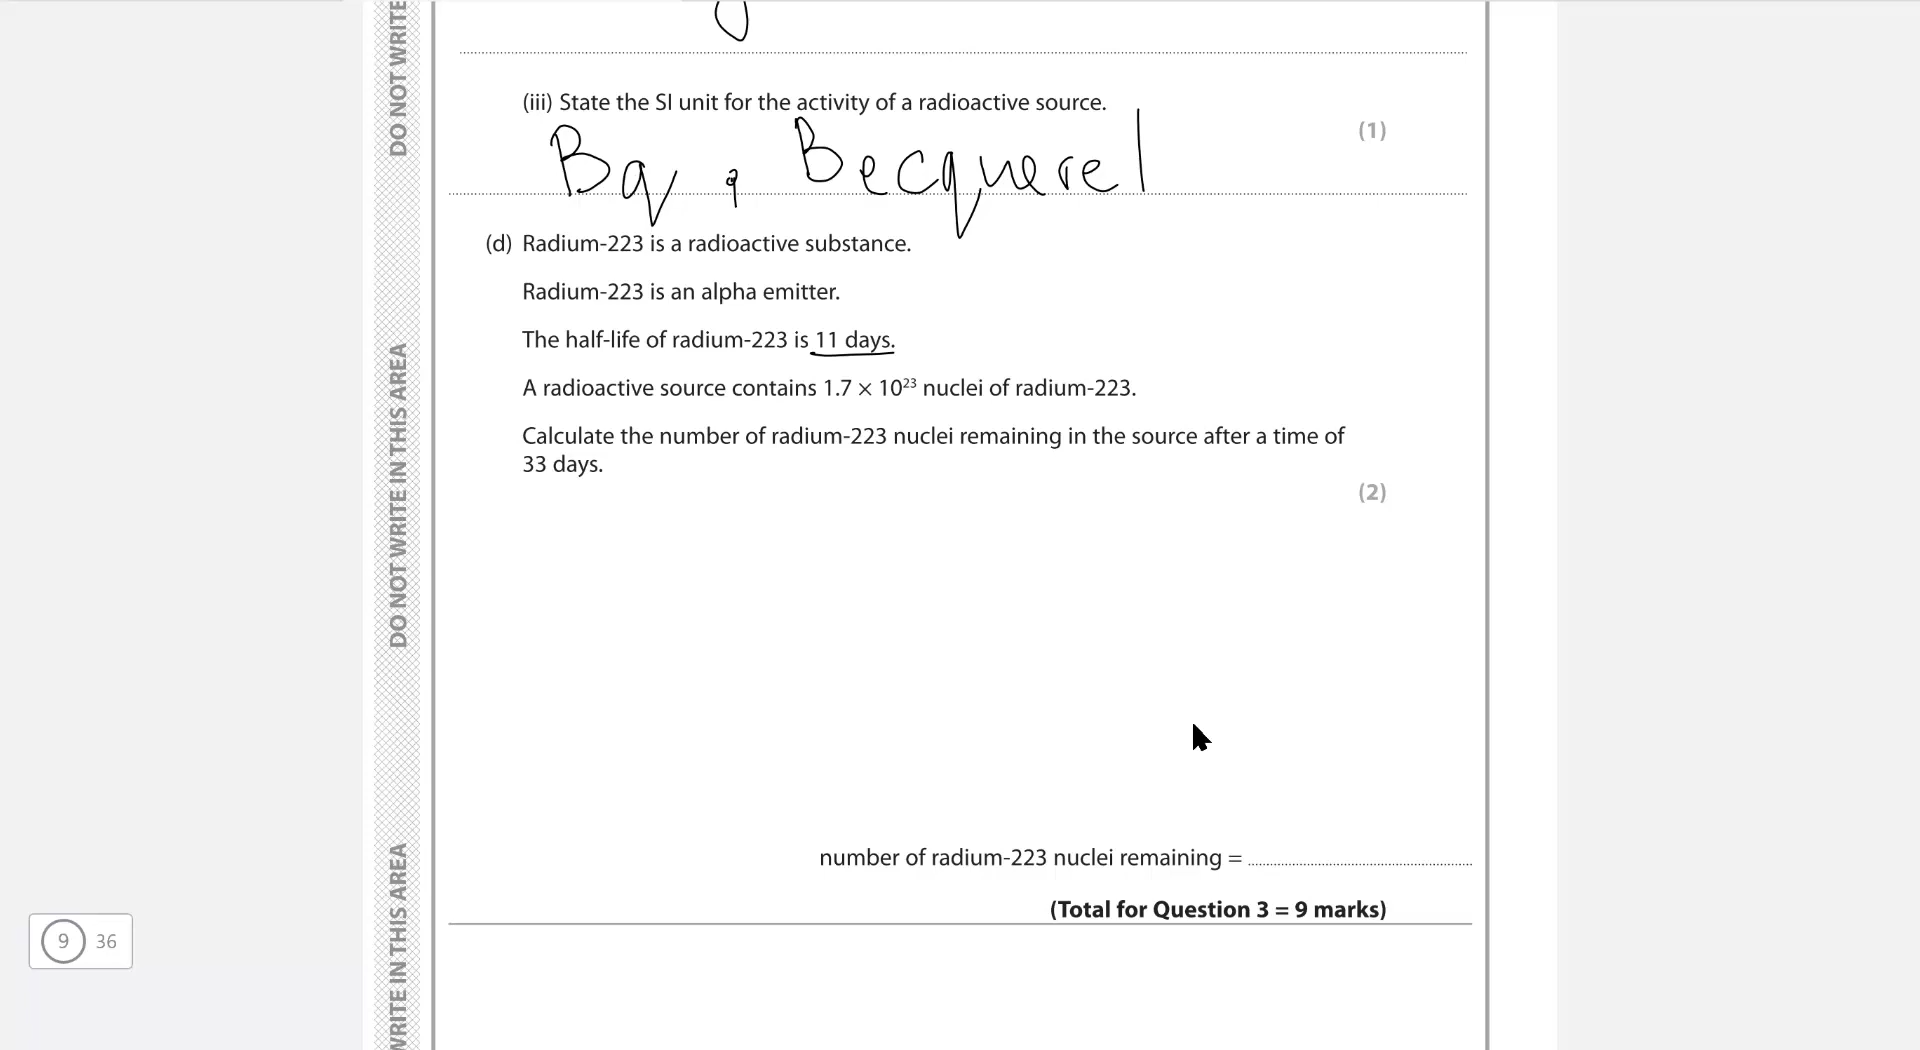 DO NOT WRITE
(iii) State the SI unit for the activity of a radioactive source.
(1)
Bq , Becquerel
(d) Radium-223 is a radioactive substance.
Radium-223 is an alpha emitter.
The half-life of radium-223 is 11 days.
A radioactive source contains 1.7 × 10²³ nuclei of radium-223.
Calculate the number of radium-223 nuclei remaining in the source after a time of
33 days.
(2)
DO NOT WRITE IN THIS AREA
number of radium-223 nuclei remaining = ........................................
(Total for Question 3 = 9 marks)
WRITE IN THIS AREA
9 36